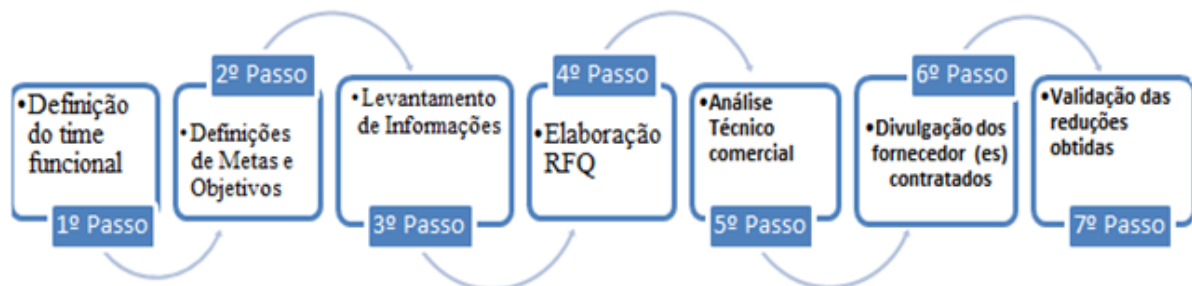 •Definição
do time
funcional
1º Passo
2º Passo
•Definições
de Metas e
Objetivos
•Levantamento
de Informações
3º Passo
4º Passo
•Elaboração
RFQ
•Análise
Técnico
comercial
5º Passo
6º Passo
•Divulgação dos
fornecedor (es)
contratados
•Validação das
reduções
obtidas
7º Passo